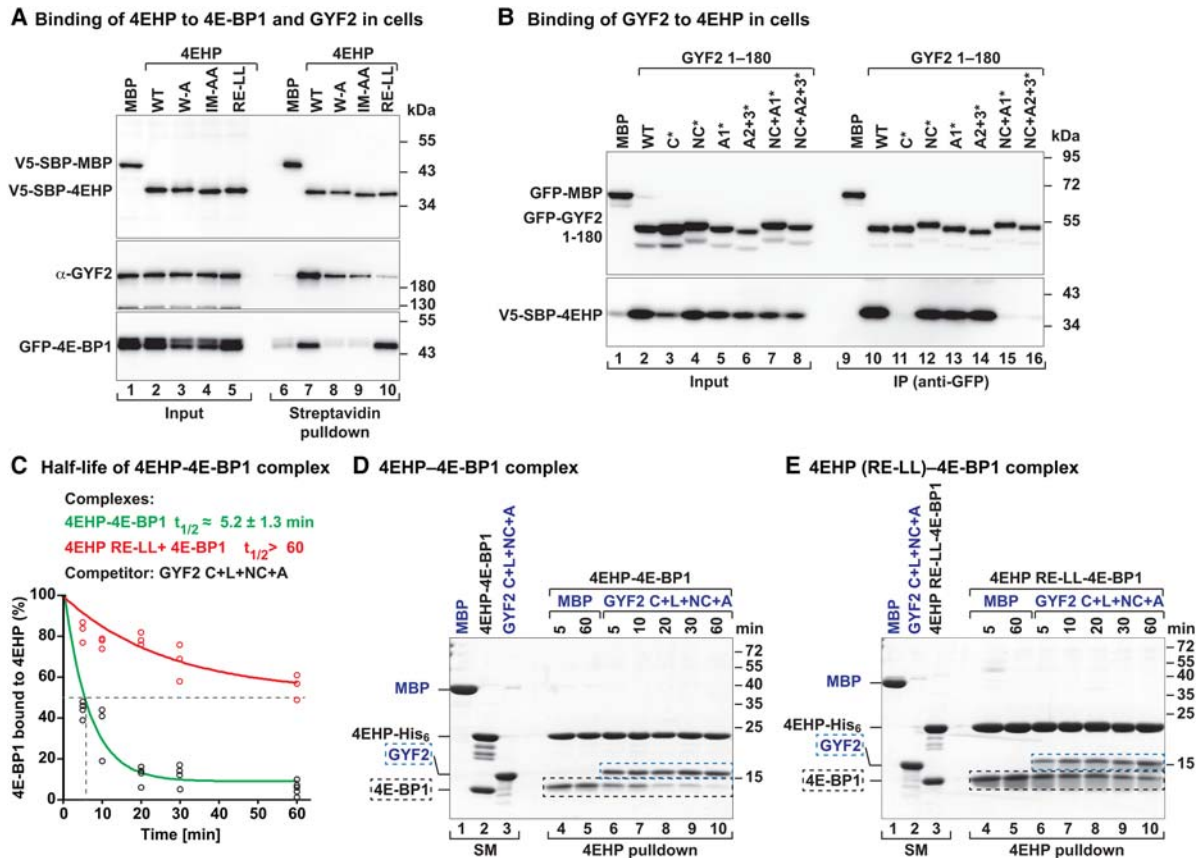 A Binding of 4EHP to 4E-BP1 and GYF2 in cells
4EHP 4EHP
MBP WT W-A IM-AA RE-LL MBP WT W-A IM-AA RE-LL kDa
V5-SBP-MBP
V5-SBP-4EHP
55
43
34
α-GYF2
180
130
GFP-4E-BP1
55
43
1 2 3 4 5 6 7 8 9 10
Input Streptavidin
pulldown
B Binding of GYF2 to 4EHP in cells
GYF2 1–180 GYF2 1–180
MBP WT C* NC* A1* A2+3* NC+A1* NC+A2+3* MBP WT C* NC* A1* A2+3* NC+A1* NC+A2+3* kDa
GFP-MBP
GFP-GYF2
1-180
95
72
55
V5-SBP-4EHP
43
34
1 2 3 4 5 6 7 8 9 10 11 12 13 14 15 16
Input IP (anti-GFP)
C Half-life of 4EHP-4E-BP1 complex
Complexes:
4EHP-4E-BP1 t1/2 ≈ 5.2 ± 1.3 min
4EHP RE-LL+ 4E-BP1 t1/2> 60
Competitor: GYF2 C+L+NC+A
4E-BP1 bound to 4EHP (%)
100
80
60
40
20
0
0 10 20 30 40 50 60
Time [min]
D 4EHP–4E-BP1 complex
MBP 4EHP-4E-BP1 GYF2 C+L+NC+A
4EHP-4E-BP1
MBP GYF2 C+L+NC+A
5 60 5 10 20 30 60 min
MBP
4EHP-His6
GYF2
4E-BP1
72
55
40
35
25
15
1 2 3 4 5 6 7 8 9 10
SM 4EHP pulldown
E 4EHP (RE-LL)–4E-BP1 complex
MBP GYF2 C+L+NC+A 4EHP RE-LL-4E-BP1
4EHP RE-LL-4E-BP1
MBP GYF2 C+L+NC+A
5 60 5 10 20 30 60 min
MBP
4EHP-His6
GYF2
4E-BP1
72
55
40
35
25
15
1 2 3 4 5 6 7 8 9 10
SM 4EHP pulldown